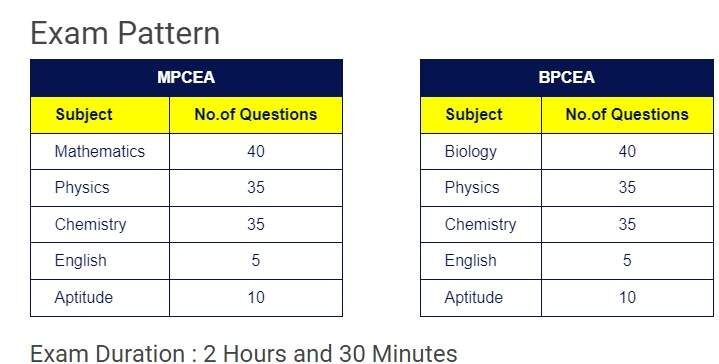 Exam Pattern
MPCEA
Subject No.of Questions
Mathematics 40
Physics 35
Chemistry 35
English 5
Aptitude 10
BPCEA
Subject No.of Questions
Biology 40
Physics 35
Chemistry 35
English 5
Aptitude 10
Exam Duration : 2 Hours and 30 Minutes